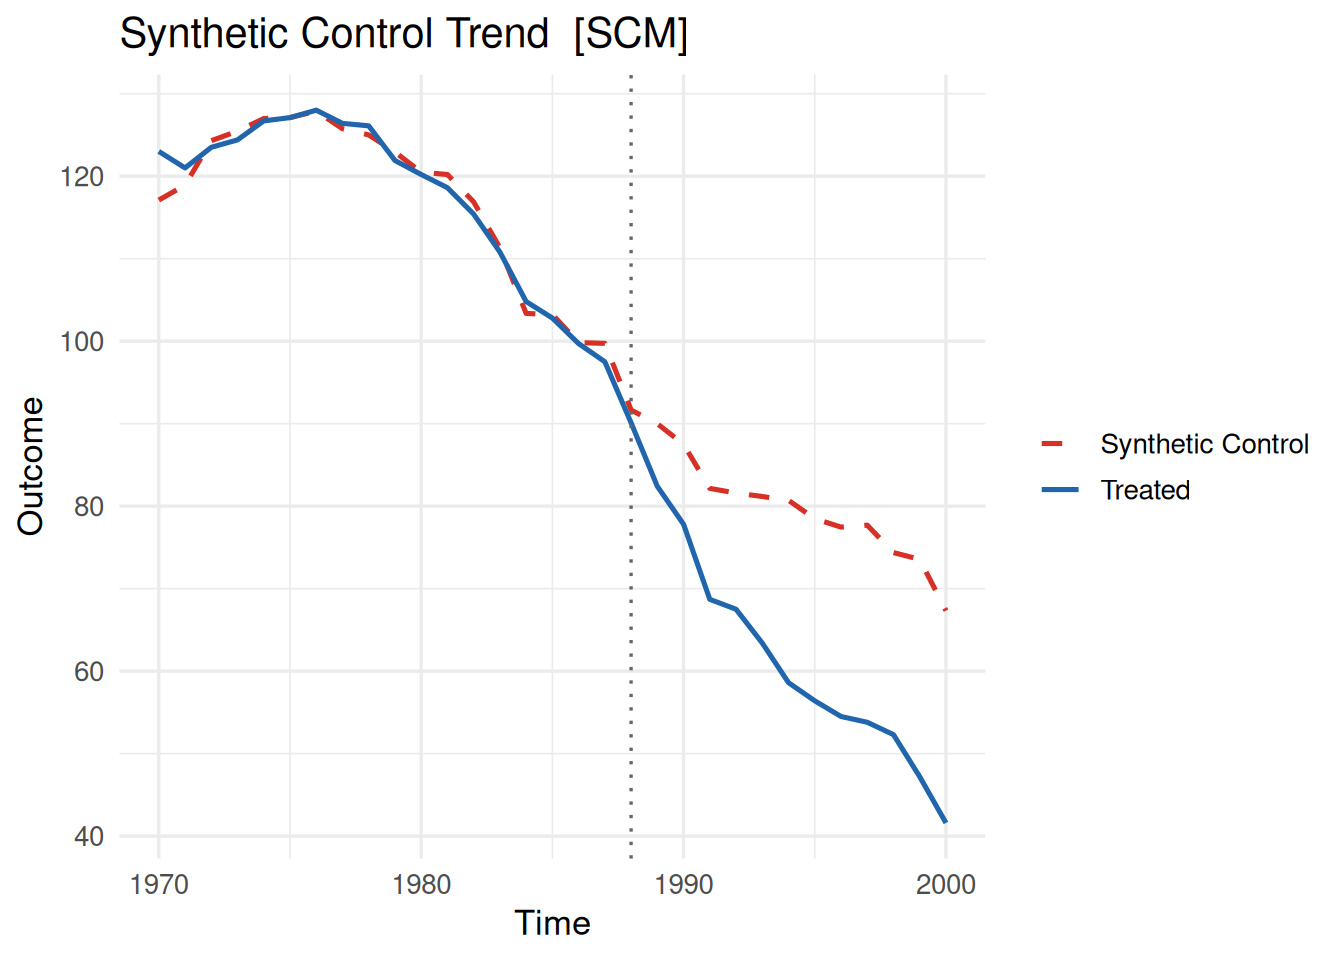 Synthetic Control Trend  [SCM]
Outcome
120
100
80
60
40
1970 1980 1990 2000
Time
Synthetic Control
Treated